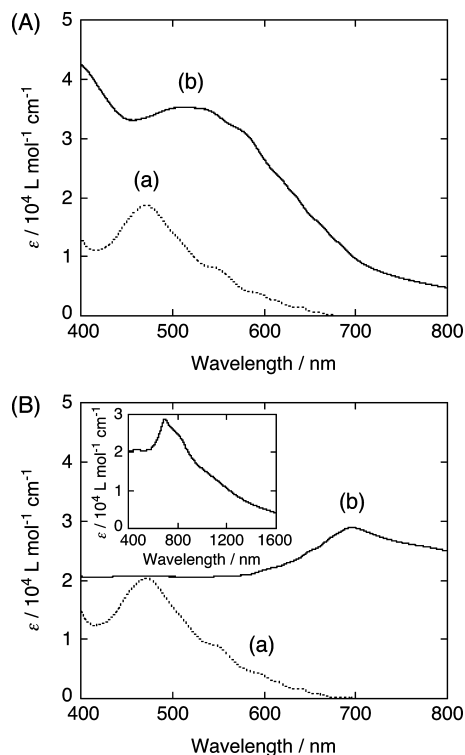 (A)
5
4
3
2
1
0
ε / 10⁴ L mol⁻¹ cm⁻¹
(b)
(a)
400 500 600 700 800
Wavelength / nm
(B)
5
4
3
2
1
0
ε / 10⁴ L mol⁻¹ cm⁻¹
3
2
1
0
ε / 10⁴ L mol⁻¹ cm⁻¹
400 800 1200 1600
Wavelength / nm
(b)
(a)
400 500 600 700 800
Wavelength / nm